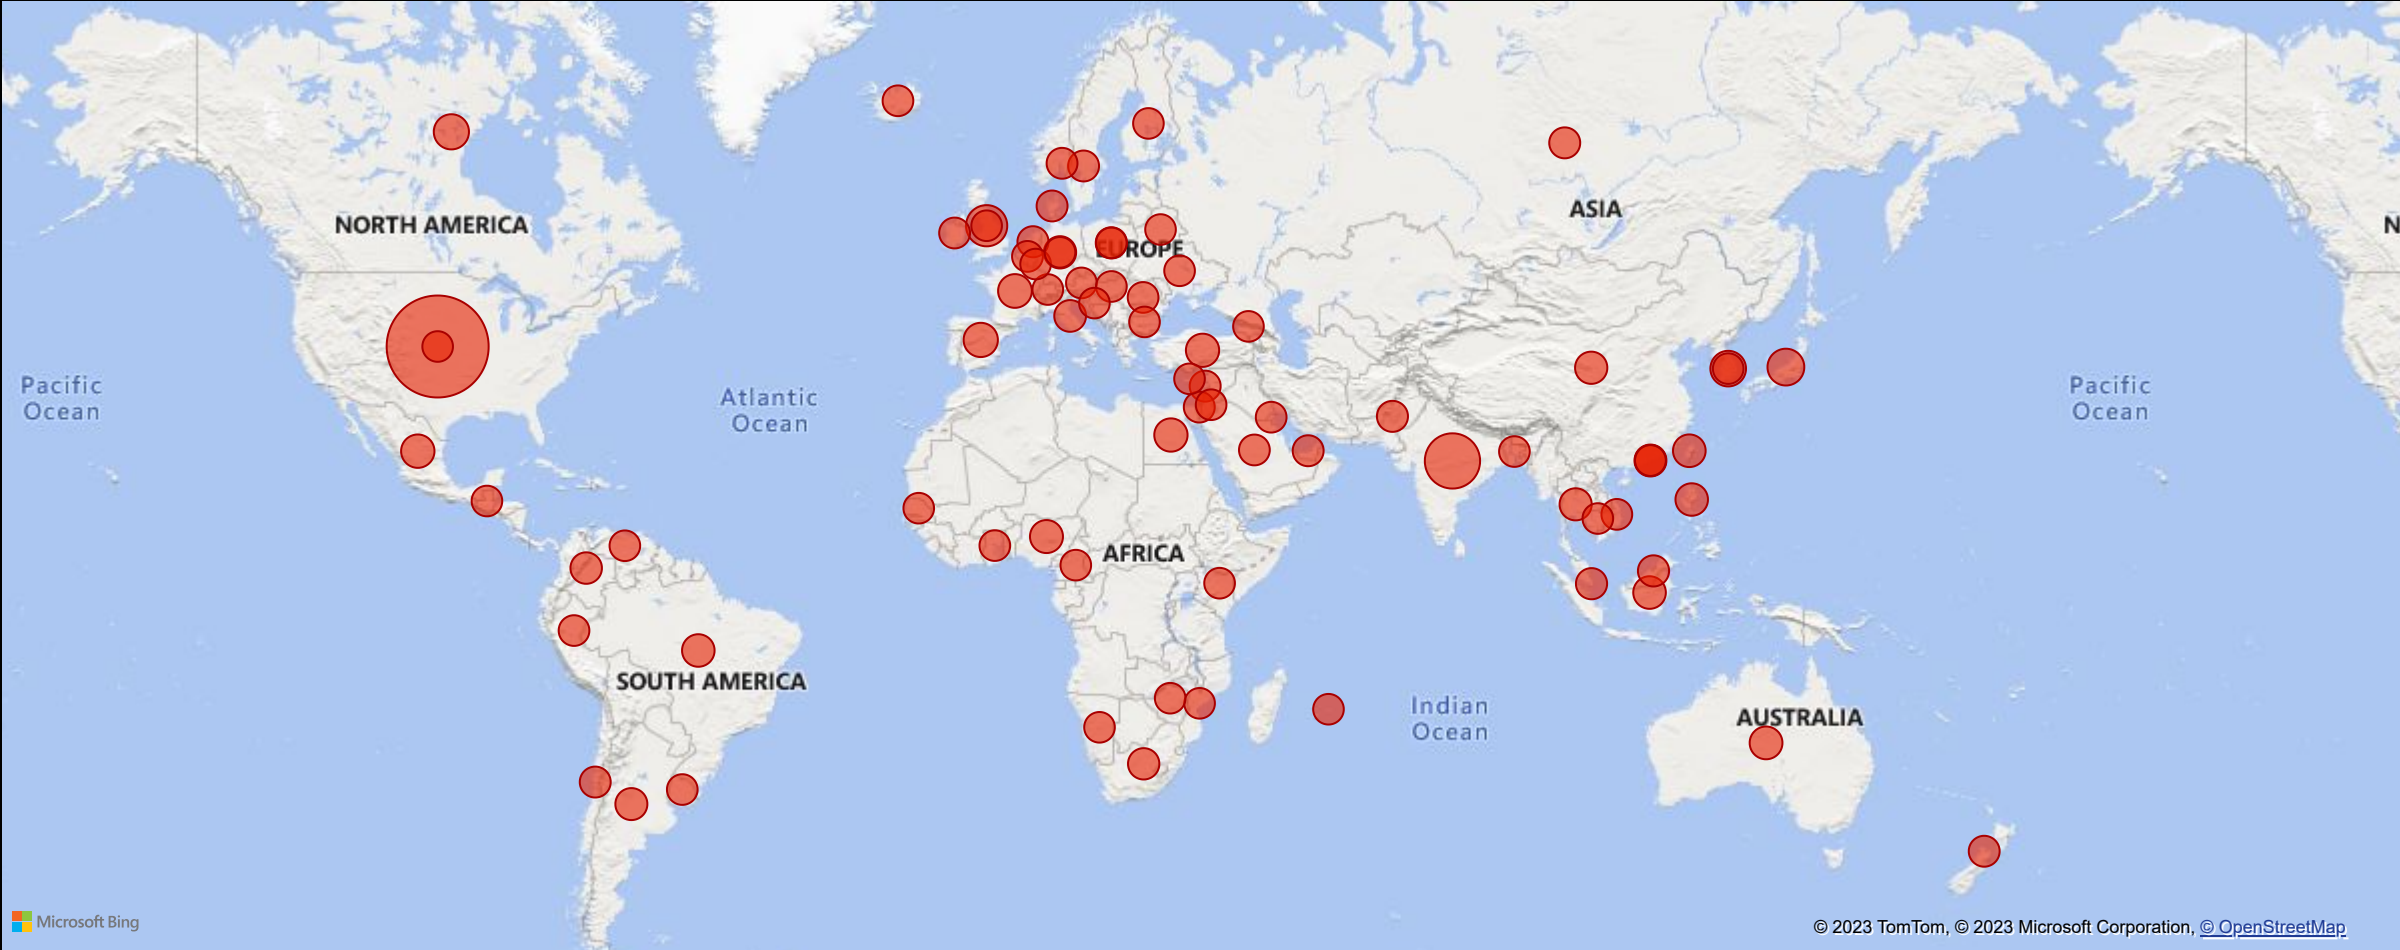 ASIA
NORTH AMERICA
N
EUROPE
Pacific
Ocean
Atlantic
Ocean
Pacific
Ocean
AFRICA
SOUTH AMERICA
Indian
Ocean
AUSTRALIA
Microsoft Bing
© 2023 TomTom, © 2023 Microsoft Corporation, © OpenStreetMap